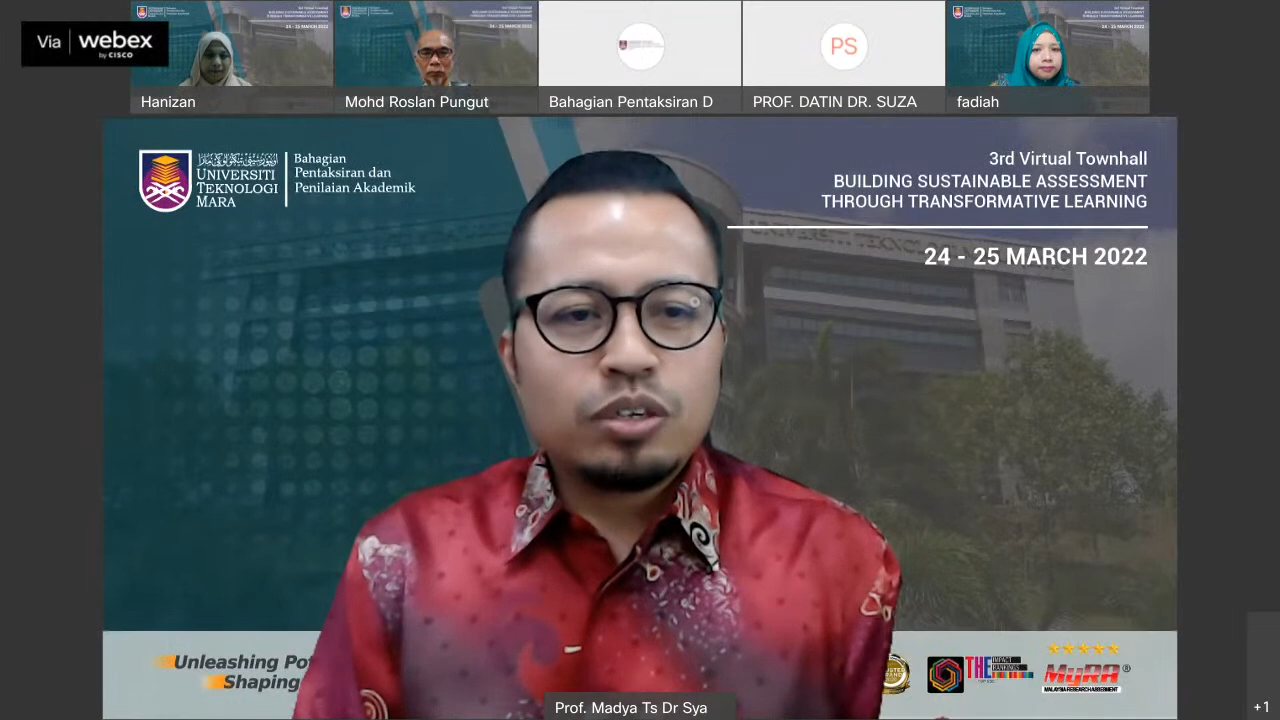 Via webex
by CISCO
Hanizan
Mohd Roslan Pungut
Bahagian Pentaksiran D
PS
PROF. DATIN DR. SUZA
fadiah
UNIVERSITI
TEKNOLOGI
MARA
Bahagian
Pentaksiran dan
Penilaian Akademik
3rd Virtual Townhall
BUILDING SUSTAINABLE ASSESSMENT
THROUGH TRANSFORMATIVE LEARNING
24 - 25 MARCH 2022
Unleashing Pot
Shaping
THE IMPACT
RANKINGS
MyRA®
MALAYSIA RESEARCH ASSESSMENT
Prof. Madya Ts Dr Sya
+1